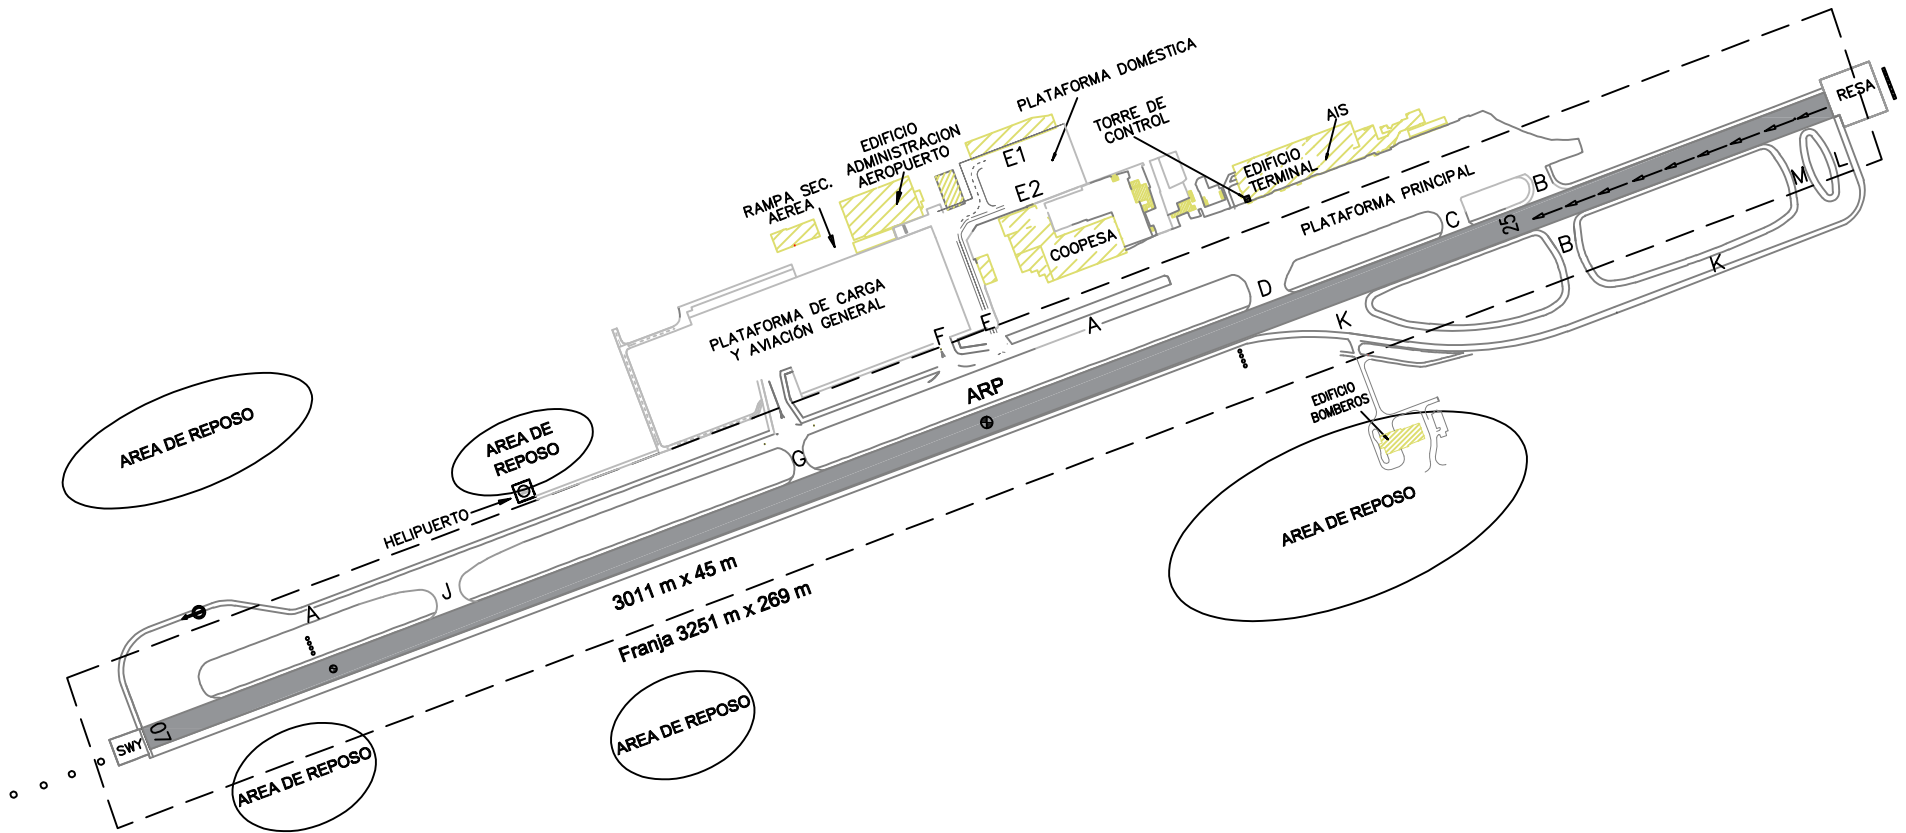 PLATAFORMA DOMÉSTICA
TORRE DE
CONTROL
AIS
RESA
EDIFICIO
ADMINISTRACION
AEROPUERTO
E1
E2
EDIFICIO
TERMINAL
RAMPA SEC.
AEREA
COOPESA
PLATAFORMA PRINCIPAL
B
C
25
B
M
L
K
D
K
A
E
F
PLATAFORMA DE CARGA
Y AVIACIÓN GENERAL
ARP
EDIFICIO
BOMBEROS
AREA DE REPOSO
AREA DE
REPOSO
G
HELIPUERTO
AREA DE REPOSO
J
A
3011 m x 45 m
Franja 3251 m x 269 m
07
SWY
AREA DE REPOSO
AREA DE REPOSO